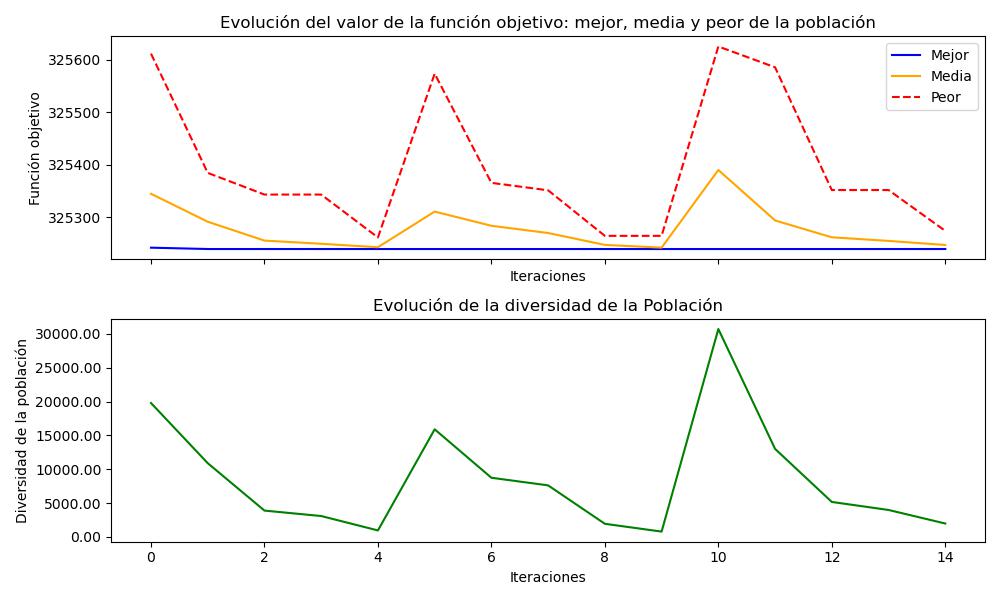 Evolución del valor de la función objetivo: mejor, media y peor de la población
Función objetivo
325600
325500
325400
325300
Mejor
Media
Peor
Iteraciones
Evolución de la diversidad de la Población
Diversidad de la población
30000.00
25000.00
20000.00
15000.00
10000.00
5000.00
0.00
0 2 4 6 8 10 12 14
Iteraciones